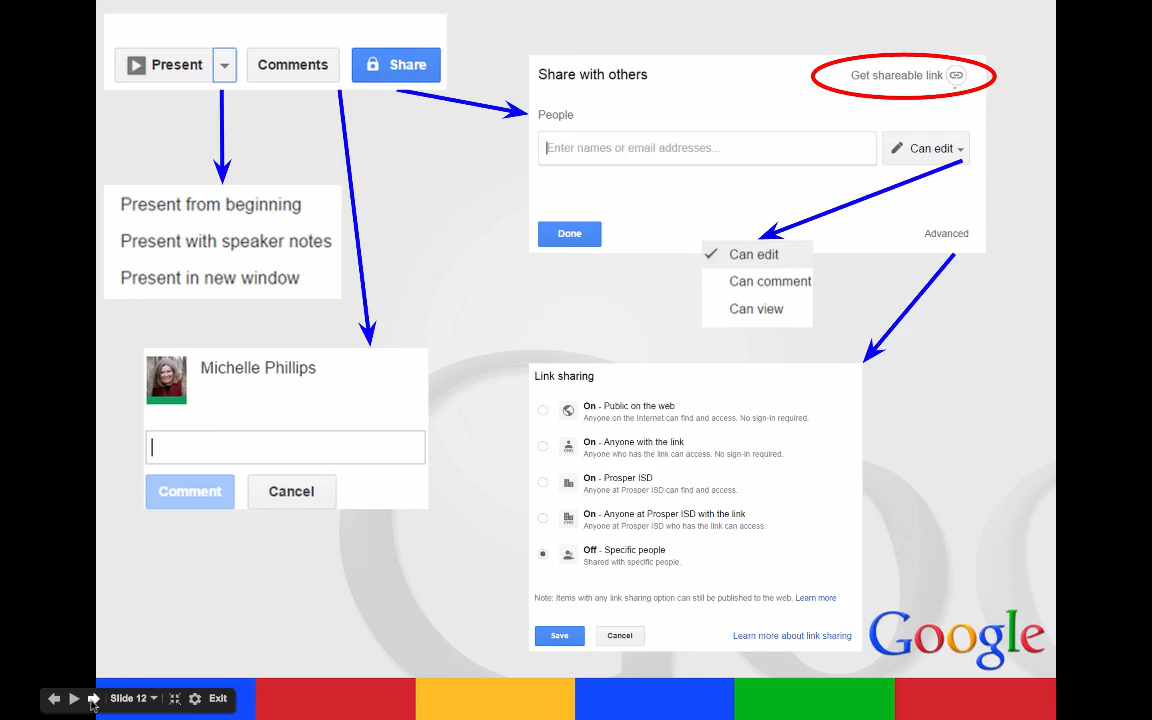 Present
Comments
Share
Present from beginning
Present with speaker notes
Present in new window
Michelle Phillips
Comment
Cancel
Share with others
Get shareable link
People
Enter names or email addresses...
Can edit
Done
Advanced
Can edit
Can comment
Can view
Link sharing
On - Public on the web
Anyone on the Internet can find and access. No sign-in required.
On - Anyone with the link
Anyone who has the link can access. No sign-in required.
On - Prosper ISD
Anyone at Prosper ISD can find and access.
On - Anyone at Prosper ISD with the link
Anyone at Prosper ISD who has the link can access.
Off - Specific people
Shared with specific people.
Note: Items with any link sharing option can still be published to the web. Learn more
Save
Cancel
Learn more about link sharing
Google
Slide 12
Exit